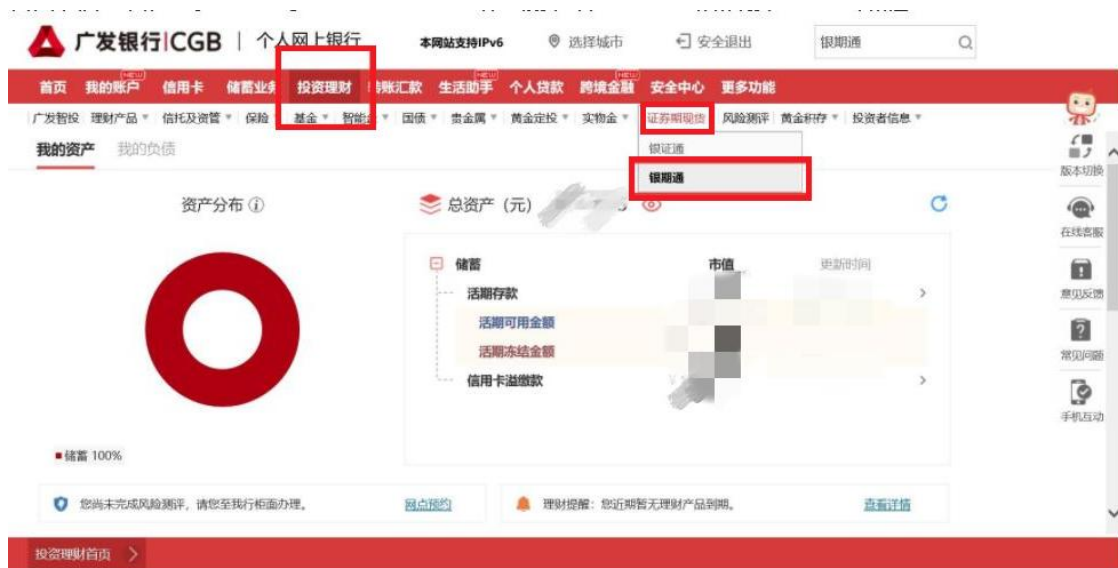 广发银行|CGB | 个人网上银行 本网站支持IPv6 选择城市 安全退出 银期通
首页 我的账户 信用卡 储蓄业务 投资理财 转账汇款 生活助手 个人贷款 跨境金融 安全中心 更多功能
广发智投 理财产品 信托及资管 保险 基金 智能金 国债 贵金属 黄金定投 实物金 证券期现货 风险测评 黄金积存 投资者信息
我的资产 我的负债
银证通
银期通
版本切换
资产分布 总资产（元）
在线客服
储蓄 市值 更新时间
活期存款
意见反馈
活期可用金额
活期冻结金额
常见问题
信用卡溢缴款
手机互动
储蓄 100%
您尚未完成风险测评，请您至我行柜面办理。 网点预约 理财提醒：您近期暂无理财产品到期。 查看详情
投资理财首页